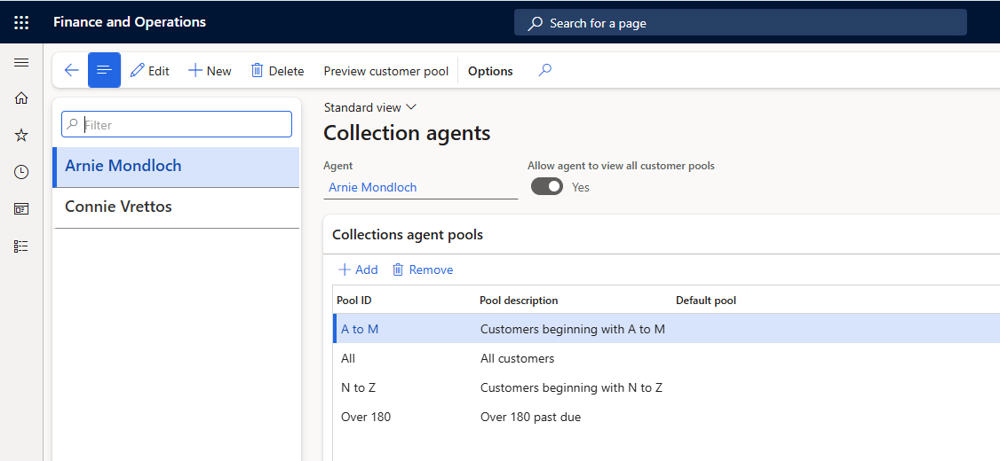 Finance and Operations
Search for a page
Edit New Delete Preview customer pool Options
Filter
Arnie Mondloch
Connie Vrettos
Standard view
Collection agents
Agent Allow agent to view all customer pools
Arnie Mondloch Yes
Collections agent pools
Add Remove
Pool ID Pool description Default pool
A to M Customers beginning with A to M
All All customers
N to Z Customers beginning with N to Z
Over 180 Over 180 past due